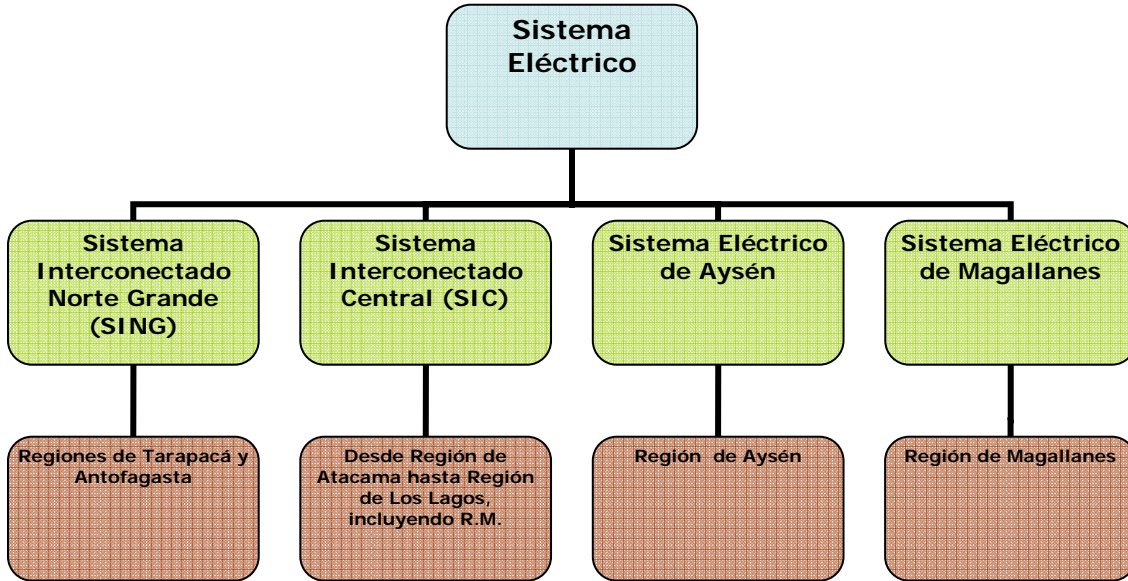 Sistema
Eléctrico
Sistema
Interconectado
Norte Grande
(SING)
Sistema
Interconectado
Central (SIC)
Sistema Eléctrico
de Aysén
Sistema Eléctrico
de Magallanes
Regiones de Tarapacá y
Antofagasta
Desde Región de
Atacama hasta Región
de Los Lagos,
incluyendo R.M.
Región  de Aysén
Región de Magallanes